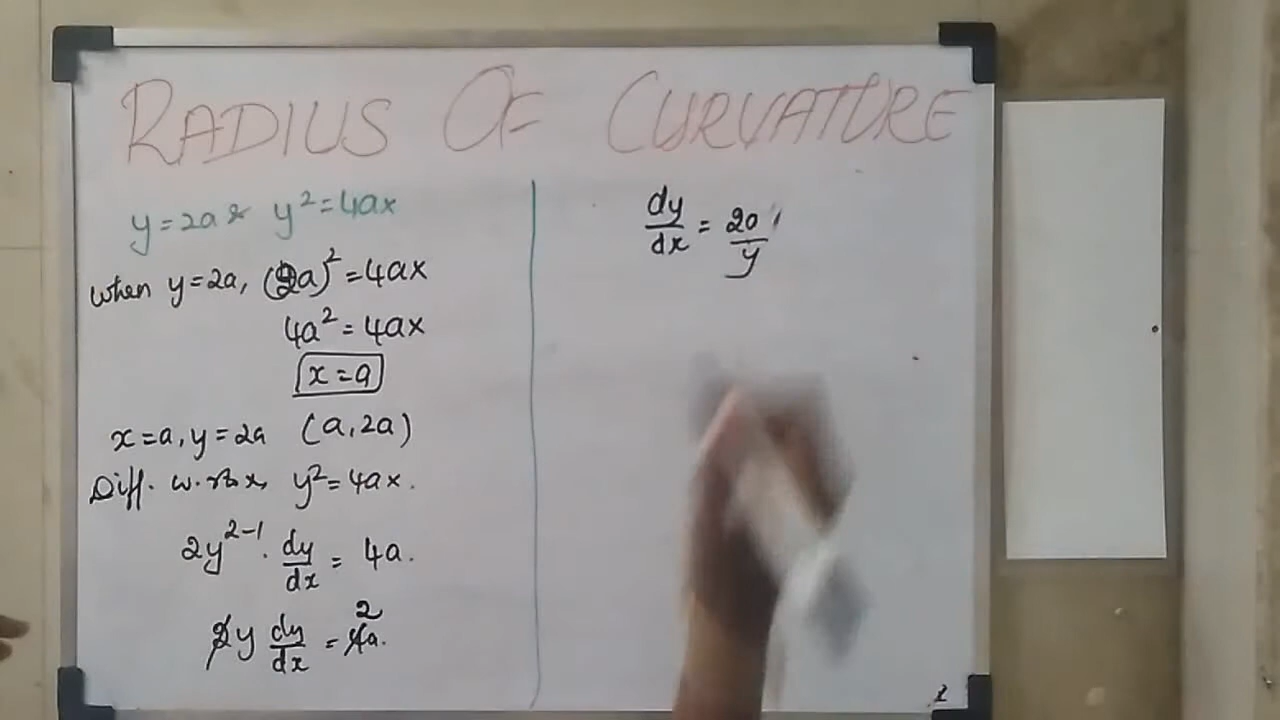 RADIUS OF CURVATURE
y=2a & y²=4ax
when y=2a, (2a)²=4ax
4a²=4ax
x=a
x=a, y=2a (a,2a)
Diff. w.r.to x, y²=4ax.
2y²⁻¹. dy/dx = 4a.
2y dy/dx = 4a. 2
dy/dx = 2a/y